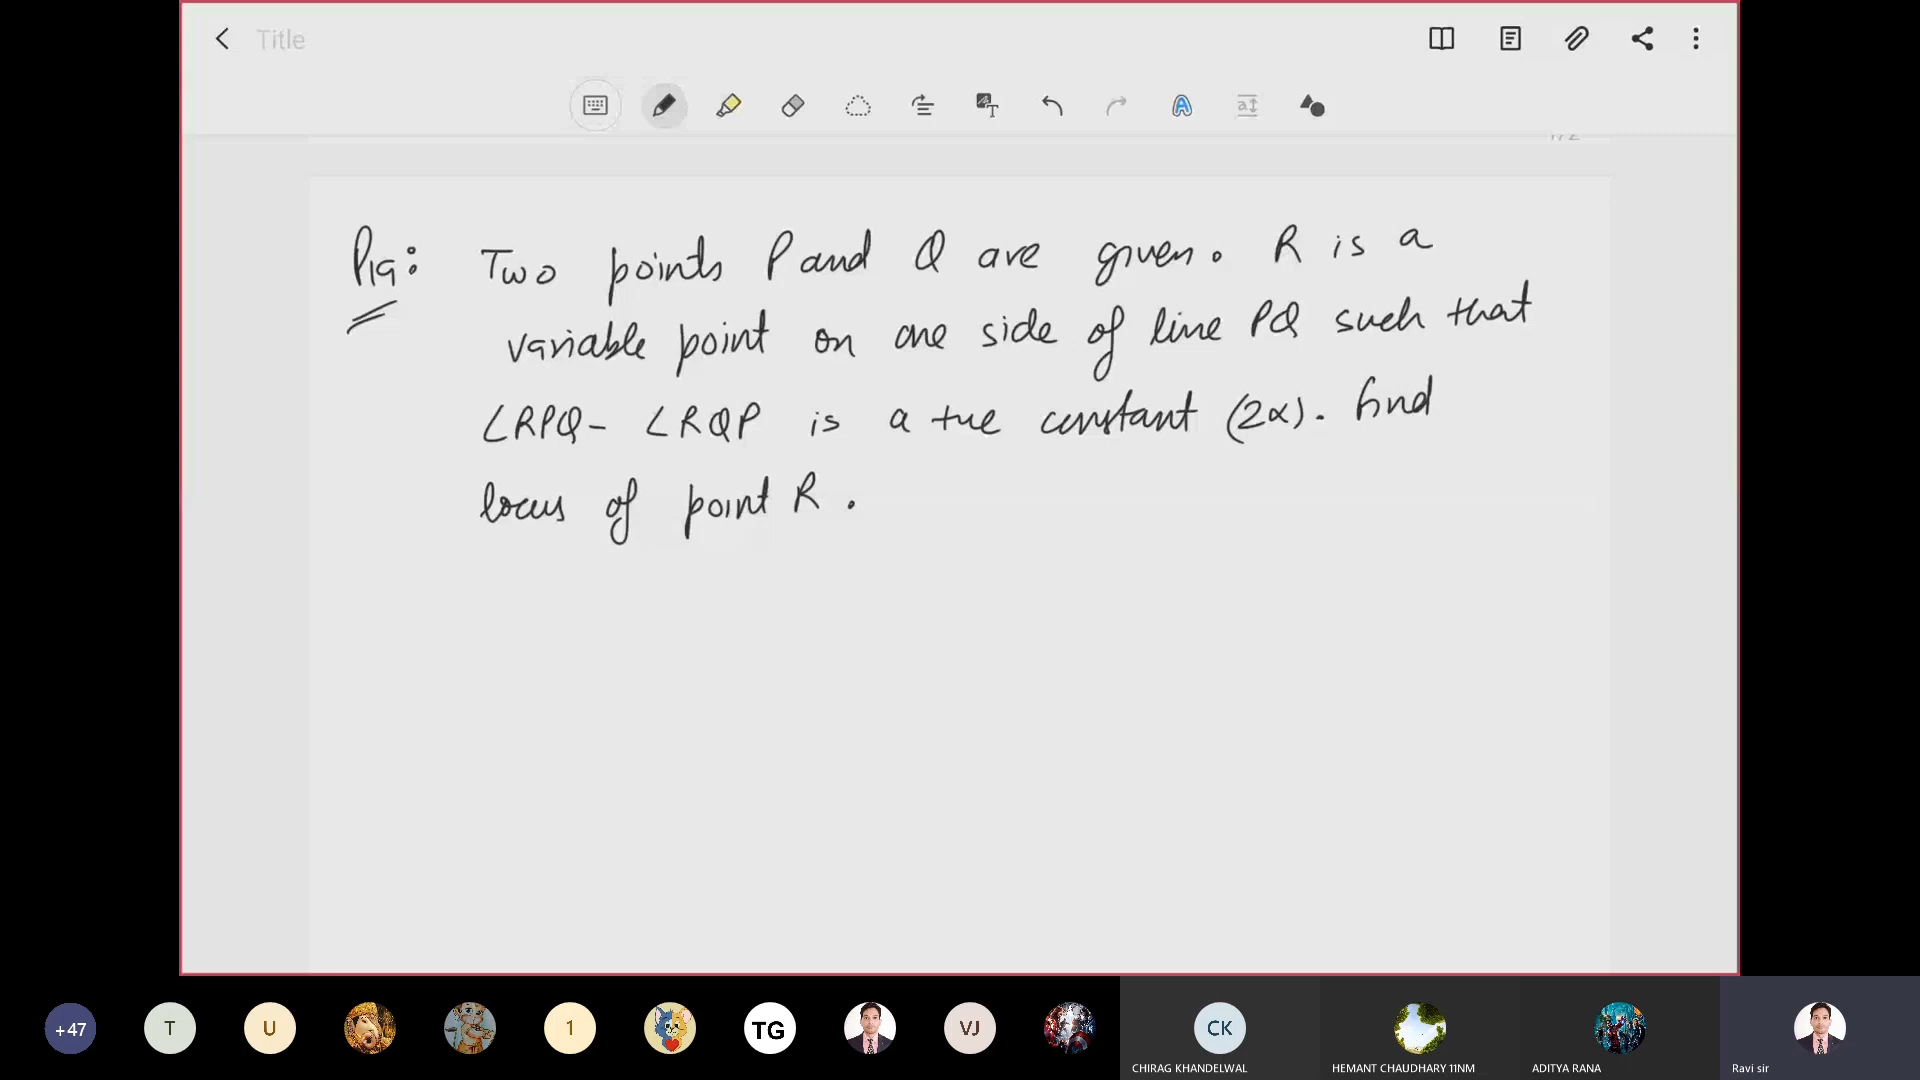 Title
P19: Two points P and Q are given. R is a
variable point on one side of line PQ such that
∠RPQ - ∠RQP is a +ve constant (2α). find
locus of point R.
+47
T
U
1
TG
VJ
CK
CHIRAG KHANDELWAL
HEMANT CHAUDHARY 11NM
ADITYA RANA
Ravi sir